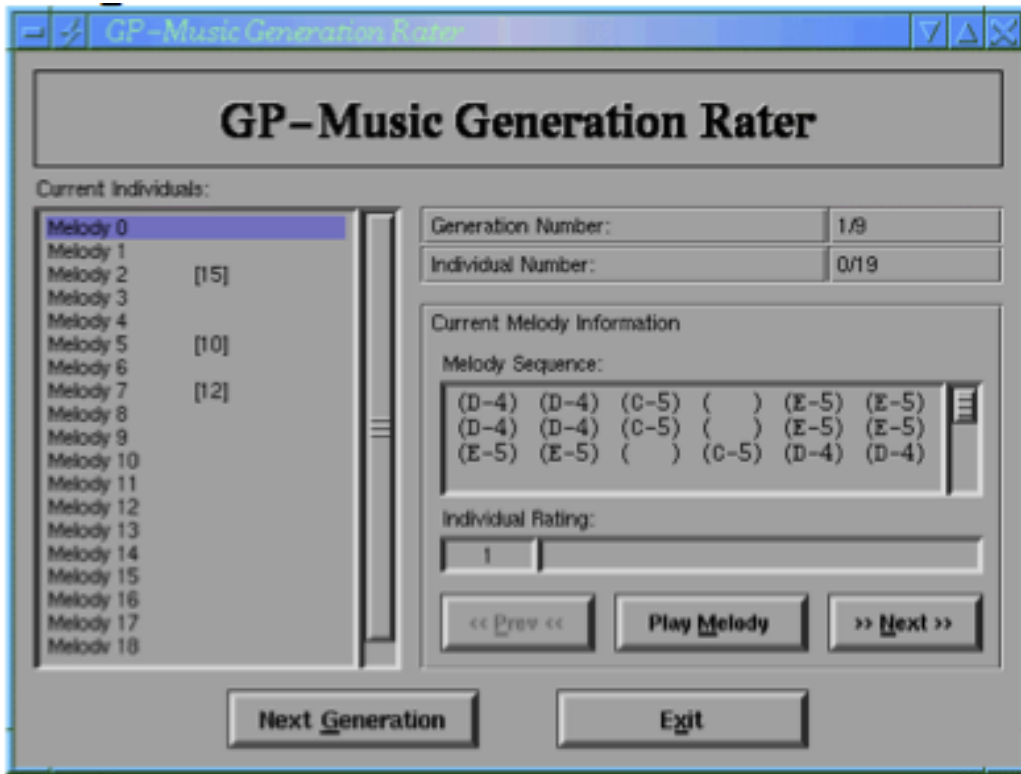 GP-Music Generation Rater
GP-Music Generation Rater
Current Individuals:
Melody 0
Melody 1
Melody 2 [15]
Melody 3
Melody 4
Melody 5 [10]
Melody 6
Melody 7 [12]
Melody 8
Melody 9
Melody 10
Melody 11
Melody 12
Melody 13
Melody 14
Melody 15
Melody 16
Melody 17
Melody 18
Generation Number: 1/9
Individual Number: 0/19
Current Melody Information
Melody Sequence:
(D-4) (D-4) (C-5) ( ) (E-5) (E-5)
(D-4) (D-4) (C-5) ( ) (E-5) (E-5)
(E-5) (E-5) ( ) (C-5) (D-4) (D-4)
Individual Rating:
1
<< Prev << Play Melody >> Next >>
Next Generation Exit